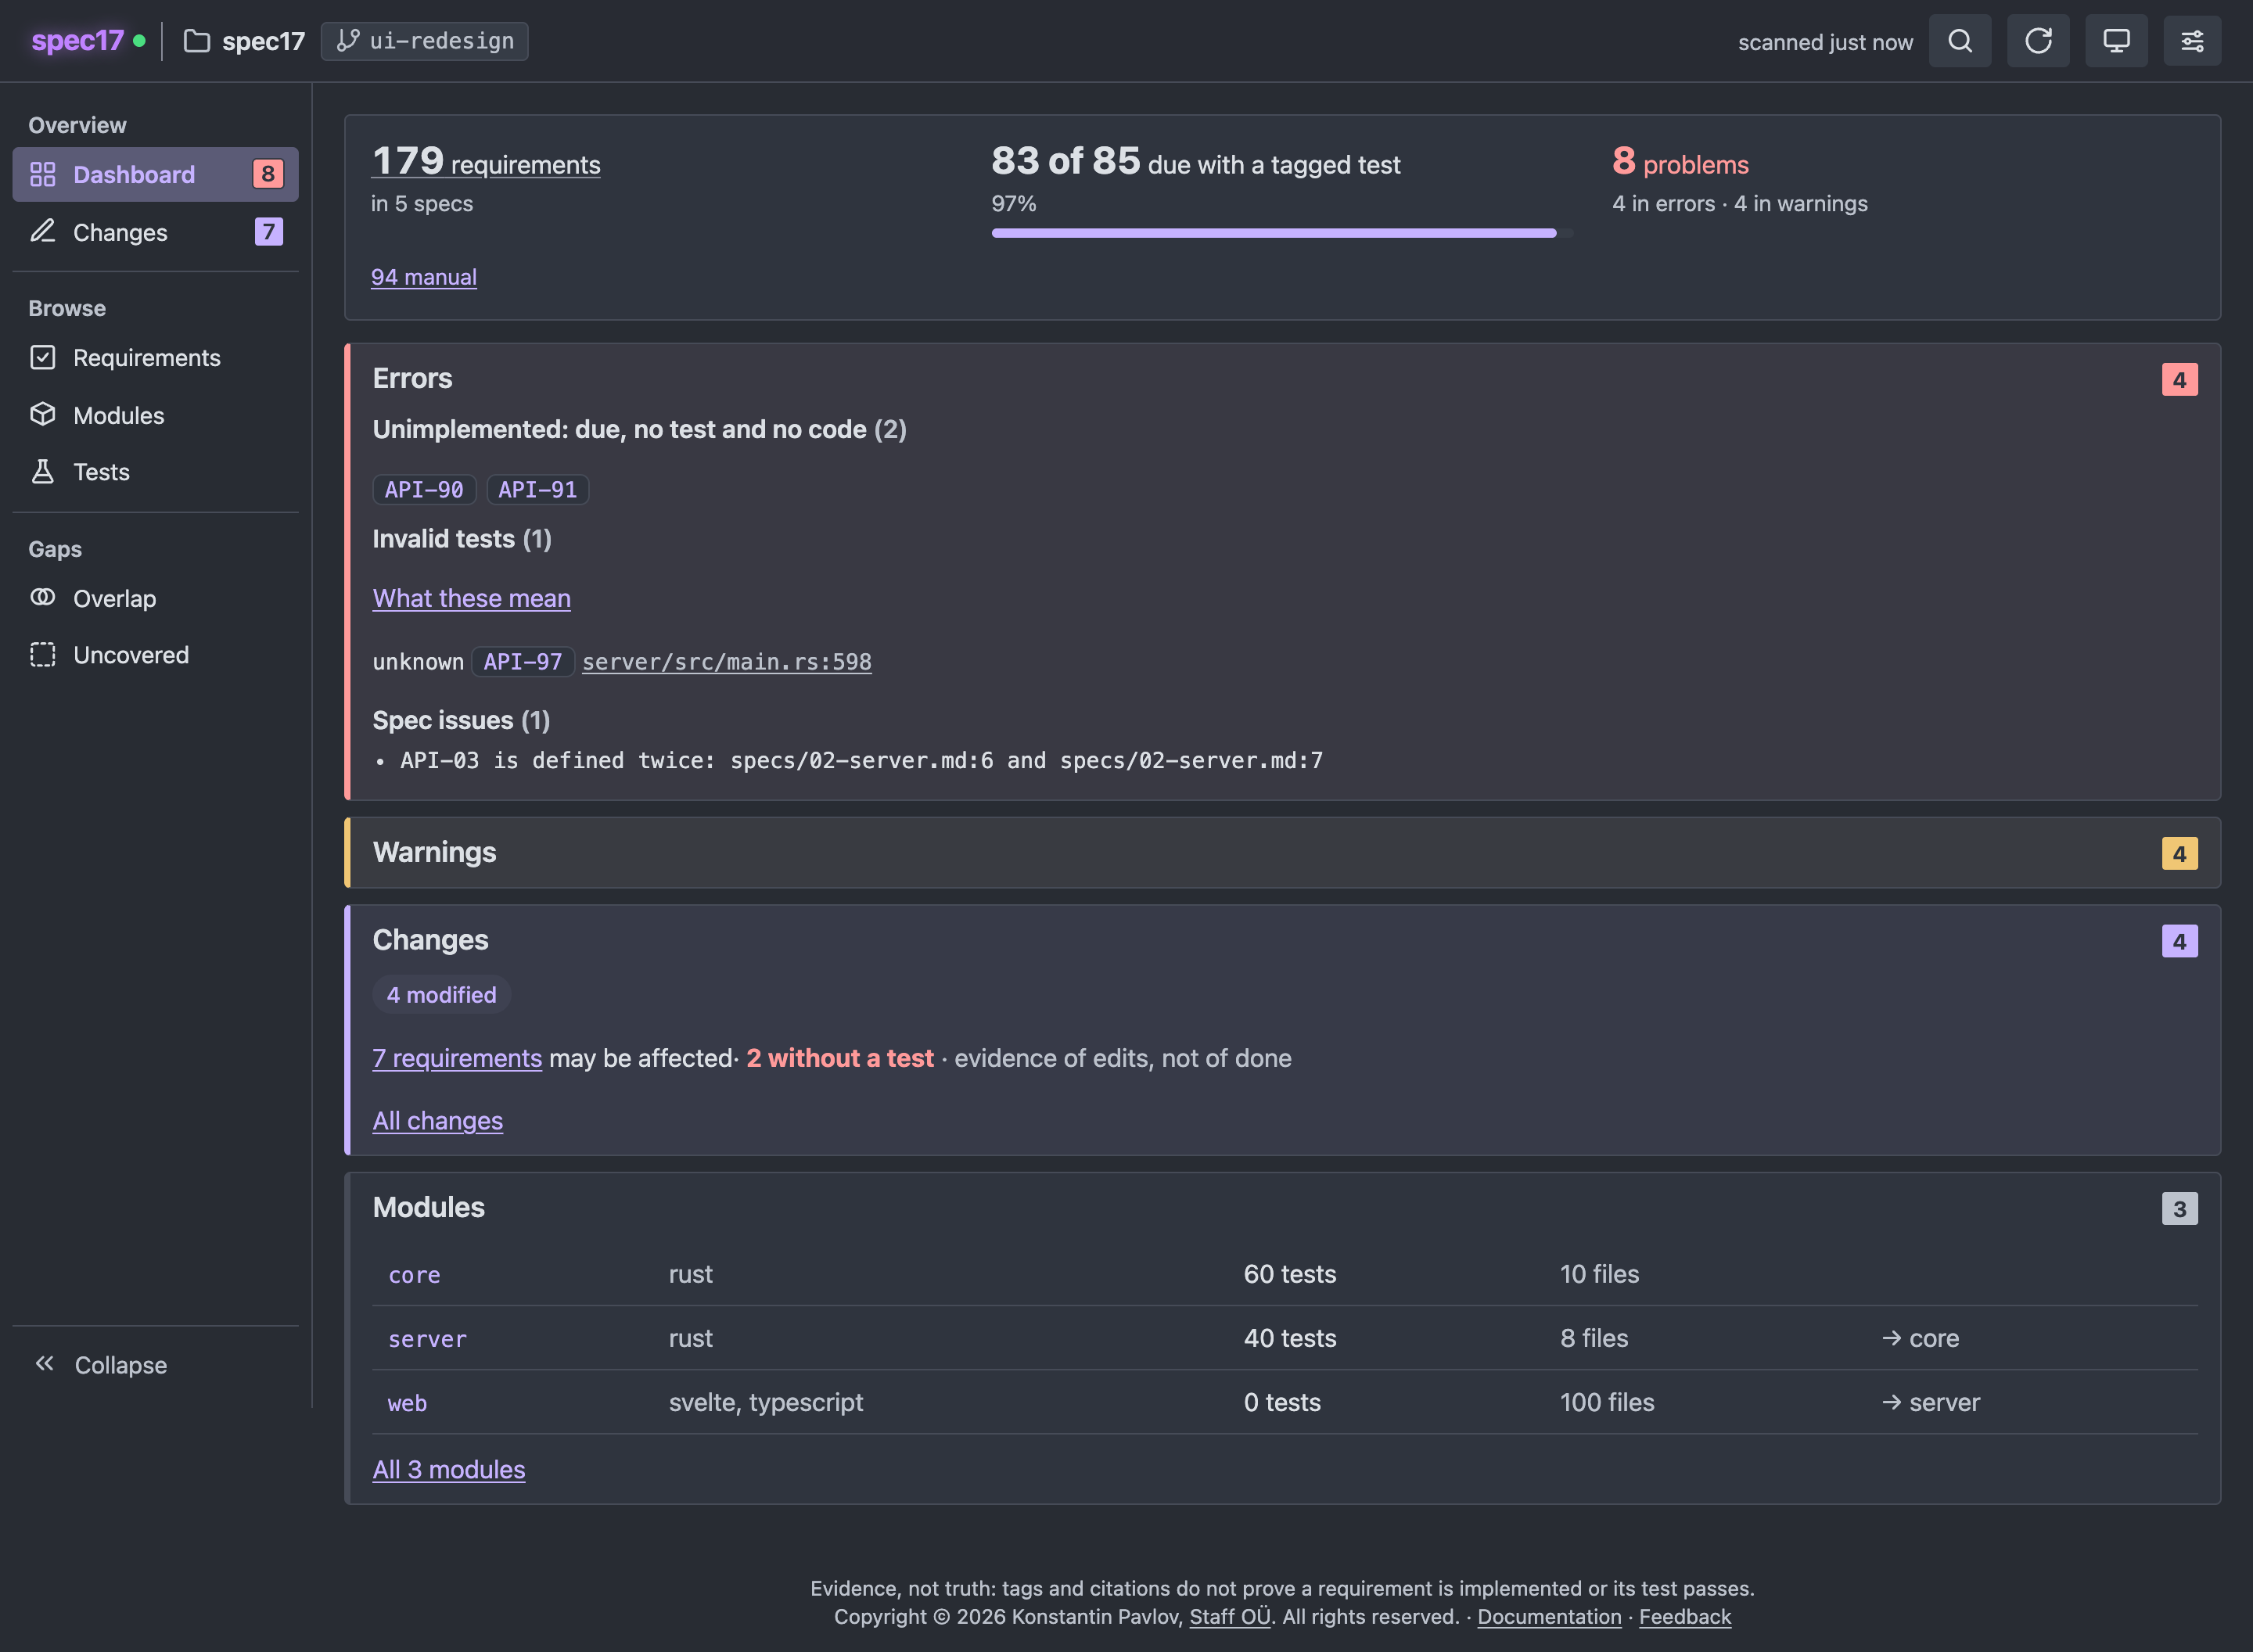 spec17
spec17
ui-redesign
scanned just now
Overview
Dashboard 8
Changes 7
Browse
Requirements
Modules
Tests
Gaps
Overlap
Uncovered
Collapse
179 requirements
in 5 specs
94 manual
83 of 85 due with a tagged test
97%
8 problems
4 in errors · 4 in warnings
Errors 4
Unimplemented: due, no test and no code (2)
API-90 API-91
Invalid tests (1)
What these mean
unknown API-97 server/src/main.rs:598
Spec issues (1)
• API-03 is defined twice: specs/02-server.md:6 and specs/02-server.md:7
Warnings 4
Changes 4
4 modified
7 requirements may be affected· 2 without a test · evidence of edits, not of done
All changes
Modules 3
core rust 60 tests 10 files
server rust 40 tests 8 files → core
web svelte, typescript 0 tests 100 files → server
All 3 modules
Evidence, not truth: tags and citations do not prove a requirement is implemented or its test passes.
Copyright © 2026 Konstantin Pavlov, Staff OÜ. All rights reserved. · Documentation · Feedback